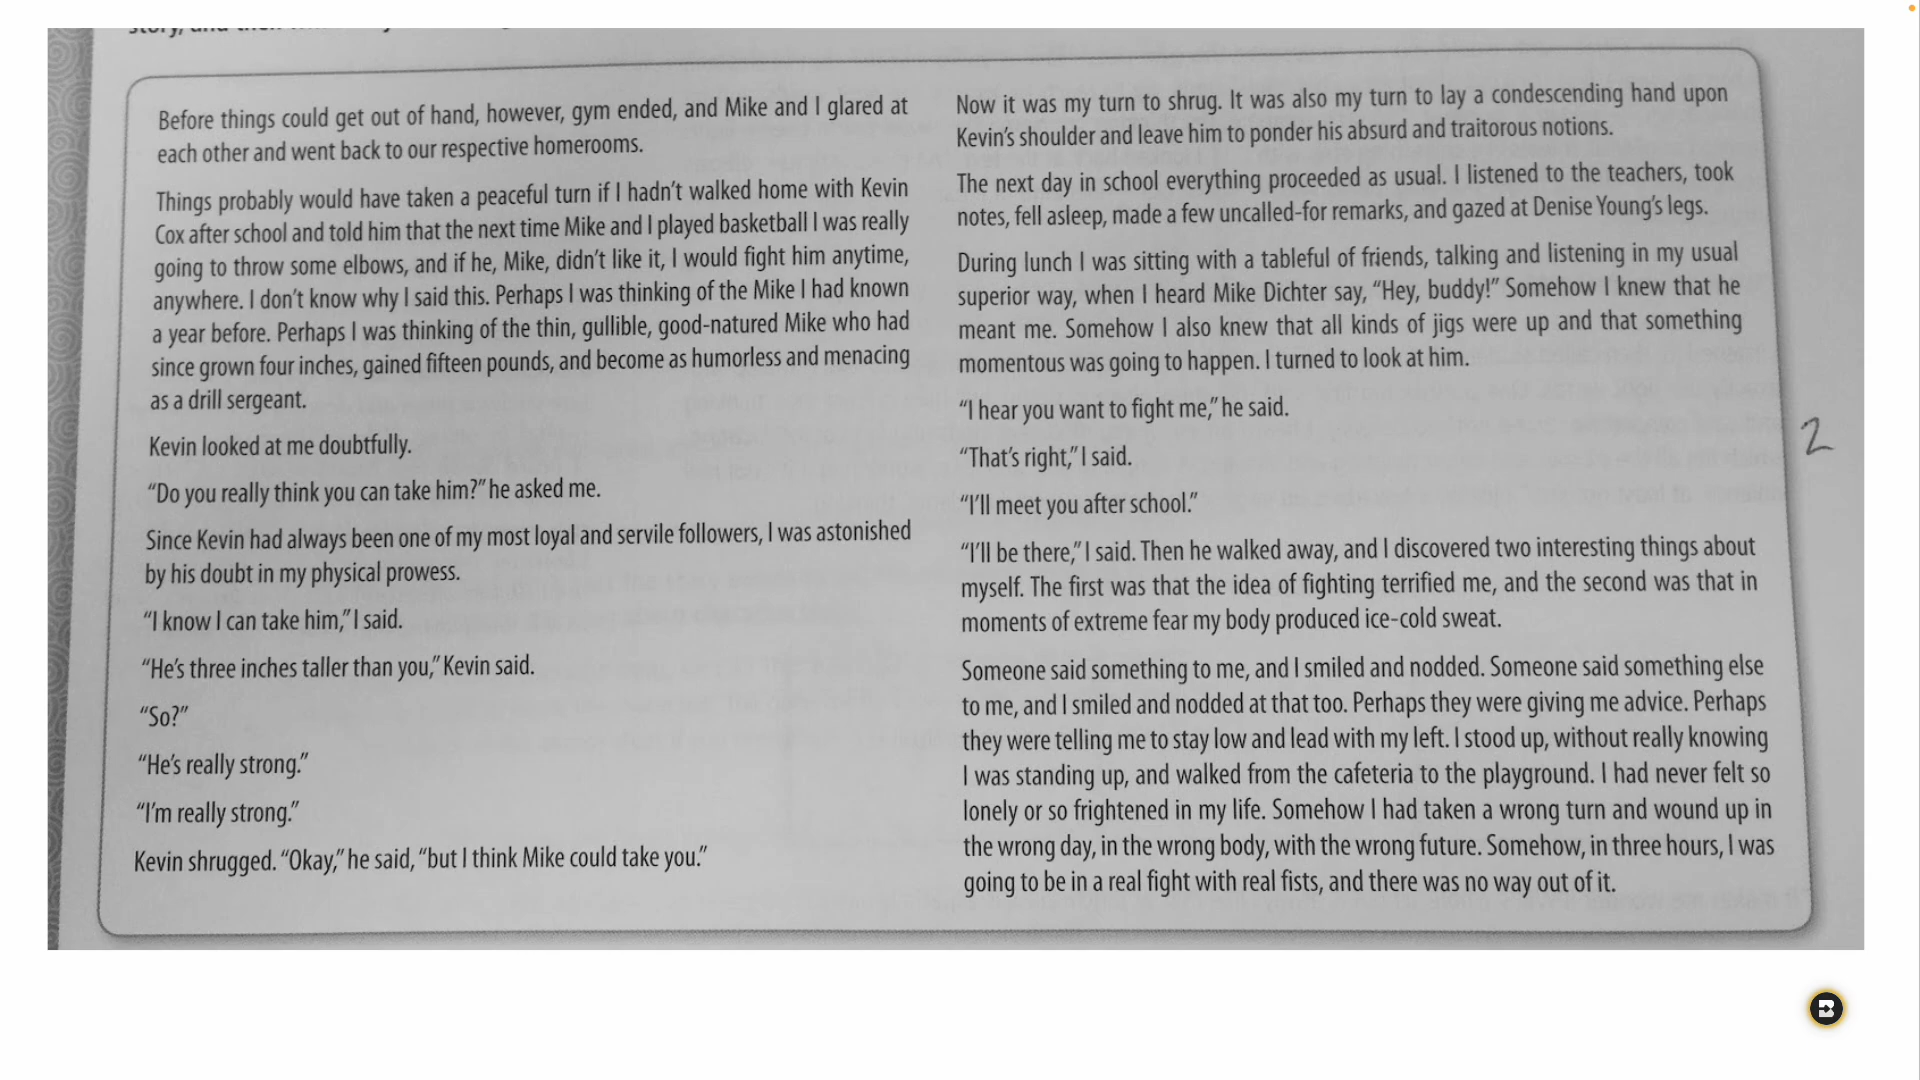 Before things could get out of hand, however, gym ended, and Mike and I glared at
each other and went back to our respective homerooms.
Things probably would have taken a peaceful turn if I hadn't walked home with Kevin
Cox after school and told him that the next time Mike and I played basketball I was really
going to throw some elbows, and if he, Mike, didn't like it, I would fight him anytime,
anywhere. I don't know why I said this. Perhaps I was thinking of the Mike I had known
a year before. Perhaps I was thinking of the thin, gullible, good-natured Mike who had
since grown four inches, gained fifteen pounds, and become as humorless and menacing
as a drill sergeant.
Kevin looked at me doubtfully.
“Do you really think you can take him?” he asked me.
Since Kevin had always been one of my most loyal and servile followers, I was astonished
by his doubt in my physical prowess.
“I know I can take him,” I said.
“He's three inches taller than you,” Kevin said.
“So?”
“He's really strong.”
“I'm really strong.”
Kevin shrugged. “Okay,” he said, “but I think Mike could take you.”
Now it was my turn to shrug. It was also my turn to lay a condescending hand upon
Kevin's shoulder and leave him to ponder his absurd and traitorous notions.
The next day in school everything proceeded as usual. I listened to the teachers, took
notes, fell asleep, made a few uncalled-for remarks, and gazed at Denise Young's legs.
During lunch I was sitting with a tableful of friends, talking and listening in my usual
superior way, when I heard Mike Dichter say, “Hey, buddy!” Somehow I knew that he
meant me. Somehow I also knew that all kinds of jigs were up and that something
momentous was going to happen. I turned to look at him.
“I hear you want to fight me,” he said.
“That's right,” I said.
“I'll meet you after school.”
“I'll be there,” I said. Then he walked away, and I discovered two interesting things about
myself. The first was that the idea of fighting terrified me, and the second was that in
moments of extreme fear my body produced ice-cold sweat.
Someone said something to me, and I smiled and nodded. Someone said something else
to me, and I smiled and nodded at that too. Perhaps they were giving me advice. Perhaps
they were telling me to stay low and lead with my left. I stood up, without really knowing
I was standing up, and walked from the cafeteria to the playground. I had never felt so
lonely or so frightened in my life. Somehow I had taken a wrong turn and wound up in
the wrong day, in the wrong body, with the wrong future. Somehow, in three hours, I was
going to be in a real fight with real fists, and there was no way out of it.
2